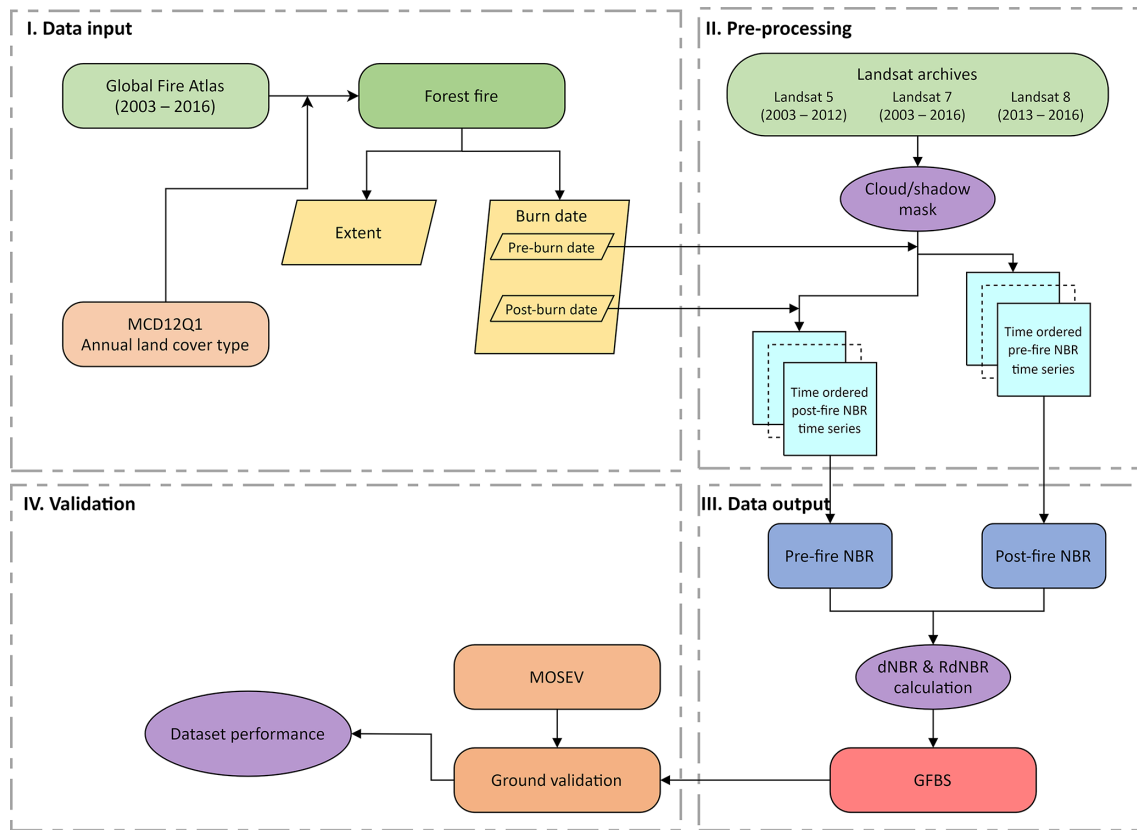 I. Data input
Global Fire Atlas
(2003 – 2016)
Forest fire
Extent
Burn date
Pre-burn date
Post-burn date
MCD12Q1
Annual land cover type
II. Pre-processing
Landsat archives
Landsat 5
(2003 – 2012)
Landsat 7
(2003 – 2016)
Landsat 8
(2013 – 2016)
Cloud/shadow
mask
Time ordered
pre-fire NBR
time series
Time ordered
post-fire NBR
time series
III. Data output
Pre-fire NBR
Post-fire NBR
dNBR & RdNBR
calculation
GFBS
IV. Validation
MOSEV
Ground validation
Dataset performance